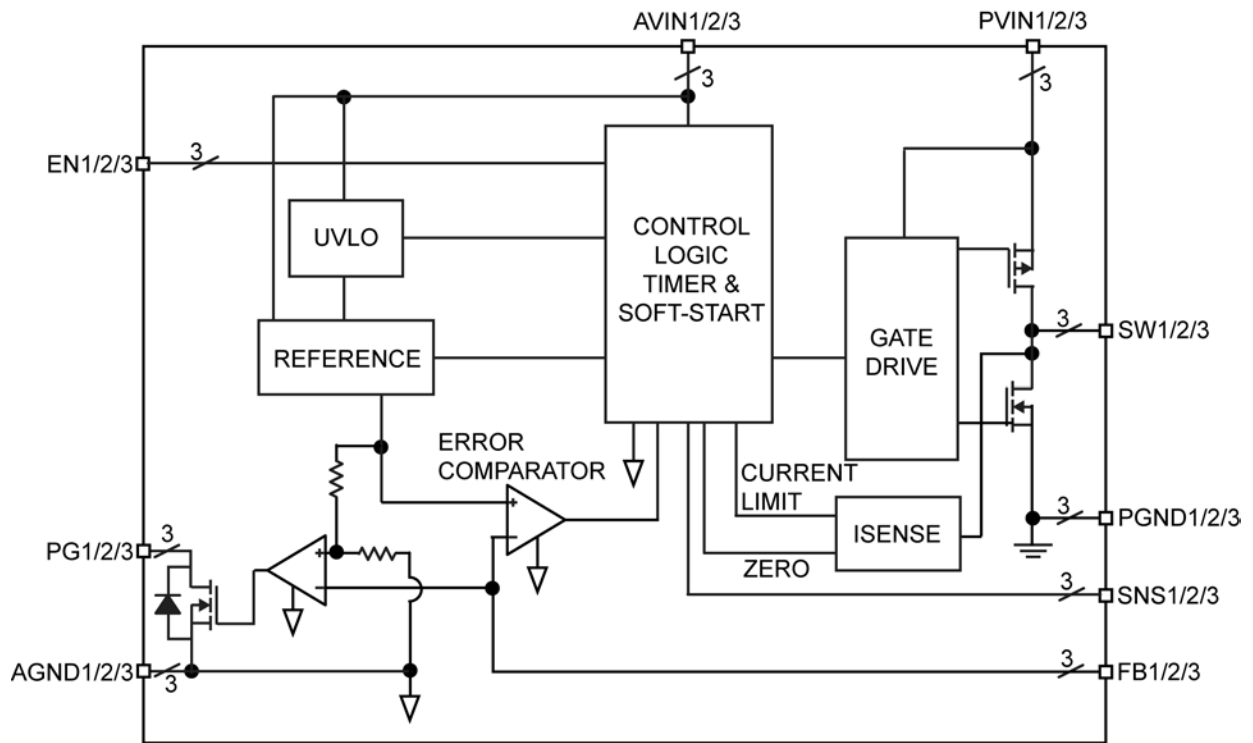 AVIN1/2/3
PVIN1/2/3
3
3
EN1/2/3
3
UVLO
CONTROL
LOGIC
TIMER &
SOFT-START
REFERENCE
GATE
DRIVE
3
SW1/2/3
ERROR
COMPARATOR
CURRENT
LIMIT
+
–
ISENSE
ZERO
3
PGND1/2/3
PG1/2/3
3
+
–
3
SNS1/2/3
AGND1/2/3
3
3
FB1/2/3